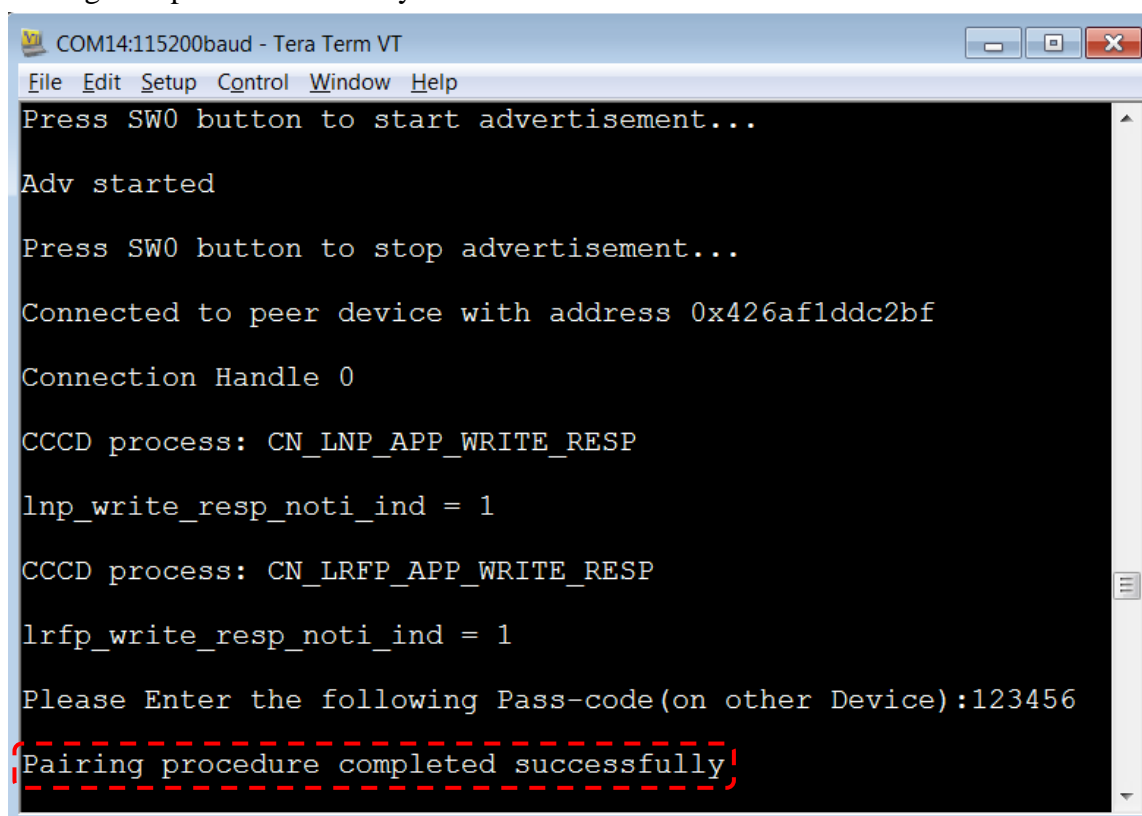 COM14:115200baud - Tera Term VT
File Edit Setup Control Window Help
Press SW0 button to start advertisement...
Adv started
Press SW0 button to stop advertisement...
Connected to peer device with address 0x426af1ddc2bf
Connection Handle 0
CCCD process: CN_LNP_APP_WRITE_RESP
lnp_write_resp_noti_ind = 1
CCCD process: CN_LRFP_APP_WRITE_RESP
lrfp_write_resp_noti_ind = 1
Please Enter the following Pass-code(on other Device):123456
Pairing procedure completed successfully